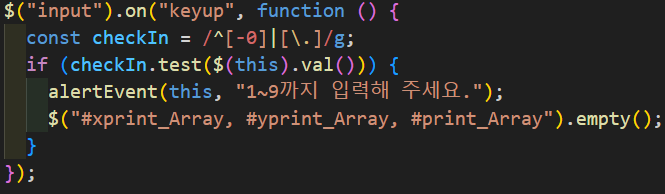 $("input").on("keyup", function () {
const checkIn = /^[-0]|[\.]/g;
if (checkIn.test($(this).val())) {
alertEvent(this, "1~9까지 입력해 주세요.");
$("#xprint_Array, #yprint_Array, #print_Array").empty();
}
});